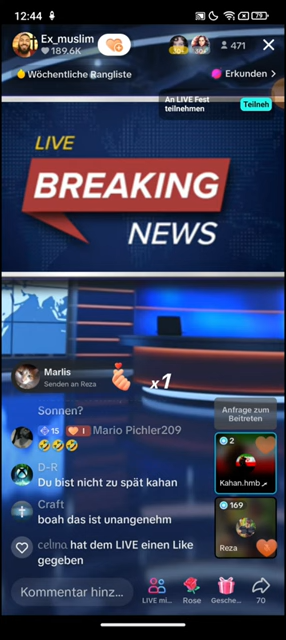 12:44
79
Ex_muslim
189.6K
471
Wöchentliche Rangliste
Erkunden >
An LIVE Fest
teilnehmen
Teilneh
LIVE
BREAKING
NEWS
Marlis
Senden an Reza
x1
Sonnen?
Anfrage zum
Beitreten
15
I
Mario Pichler209
🤣🤣🤣
2
D-R
Du bist nicht zu spät kahan
Kahan.hmb
Craft
boah das ist unangenehm
169
celina hat dem LIVE einen Like
gegeben
Reza
Kommentar hinz...
LIVE mi...
Rose
Gesche...
70